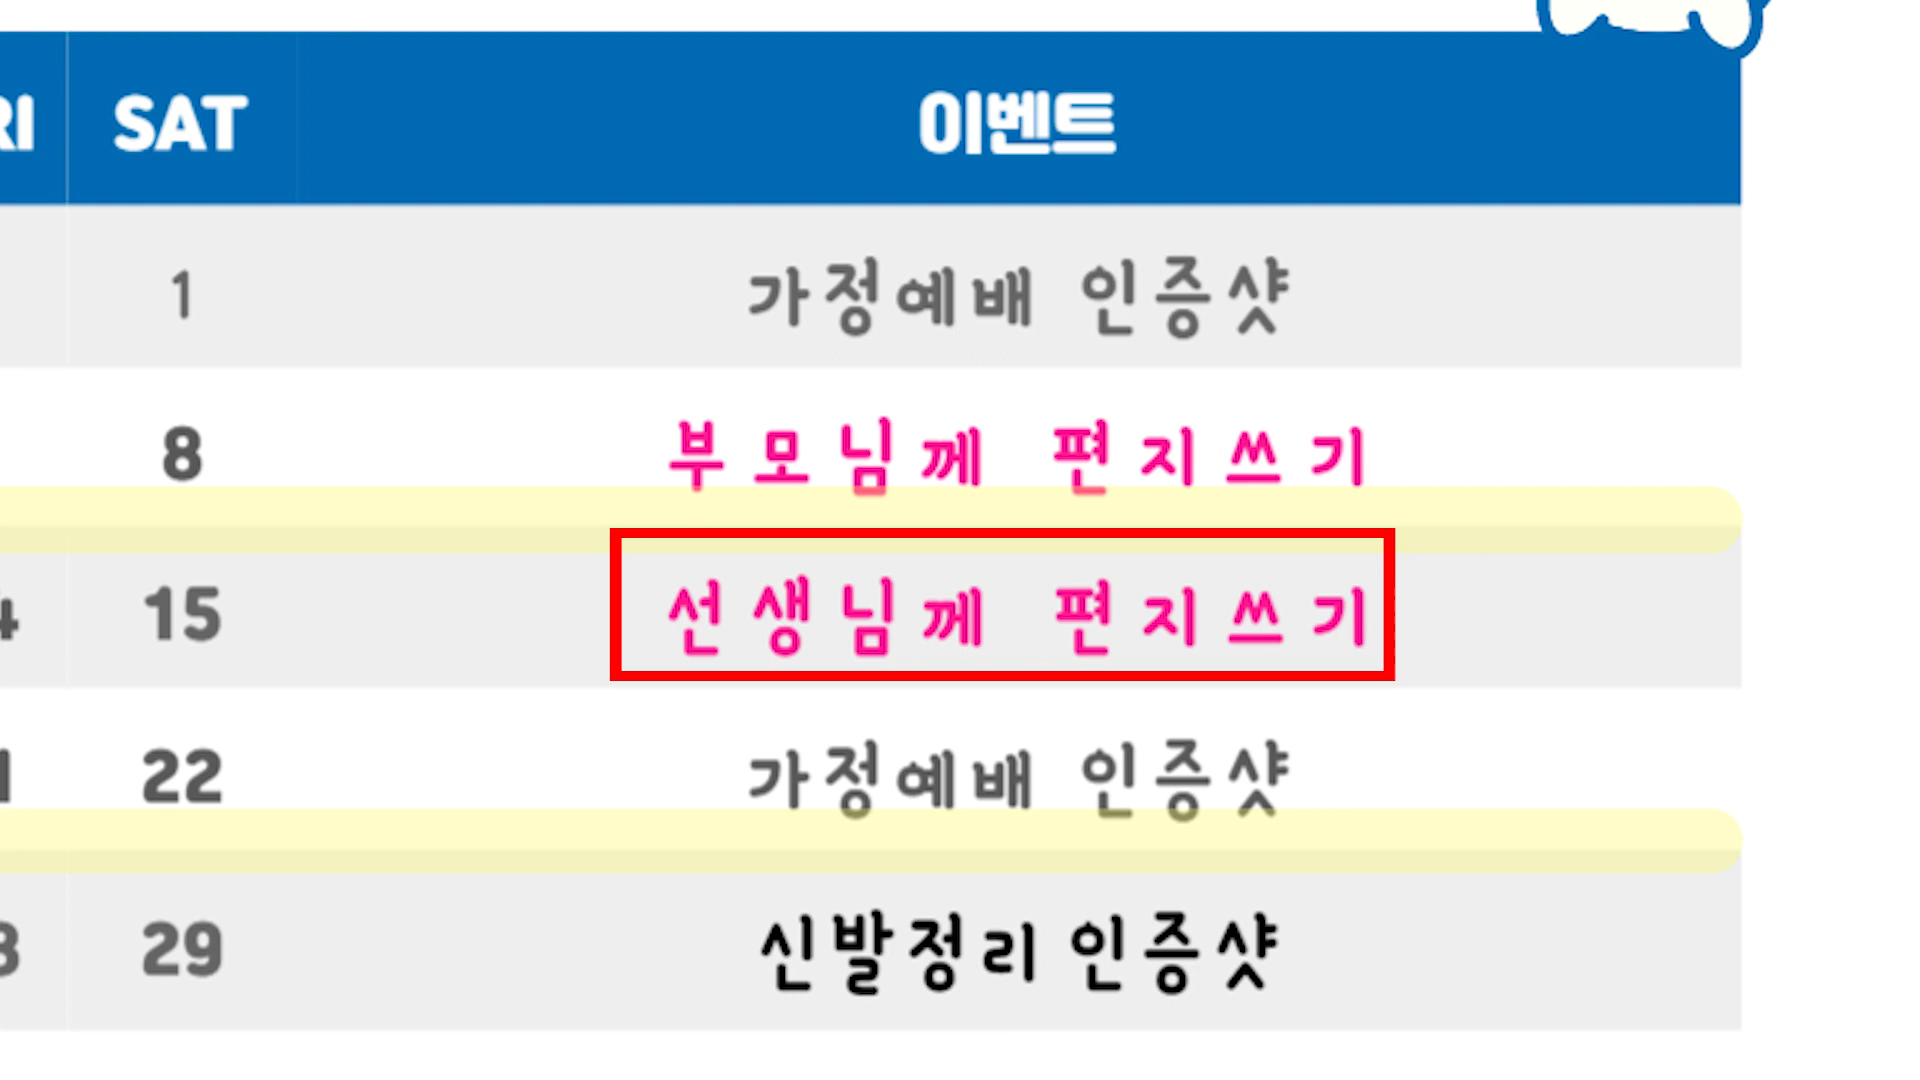 RI SAT 이벤트
1 가정예배 인증샷
8 부모님께 편지쓰기
4 15 선생님께 편지쓰기
22 가정예배 인증샷
29 신발정리 인증샷